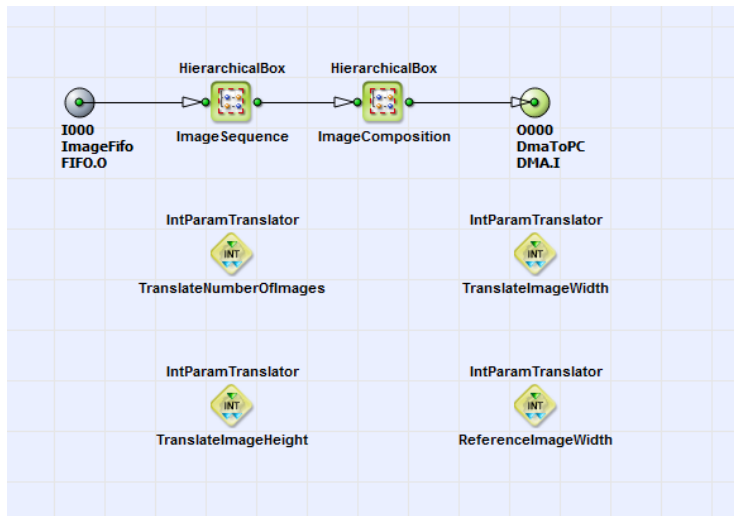 HierarchicalBox HierarchicalBox
I000
ImageFifo
FIFO.O
ImageSequence
ImageComposition
O000
DmaToPC
DMA.I
IntParamTranslator
INT
TranslateNumberOfImages
IntParamTranslator
INT
TranslateImageWidth
IntParamTranslator
INT
TranslateImageHeight
IntParamTranslator
INT
ReferenceImageWidth